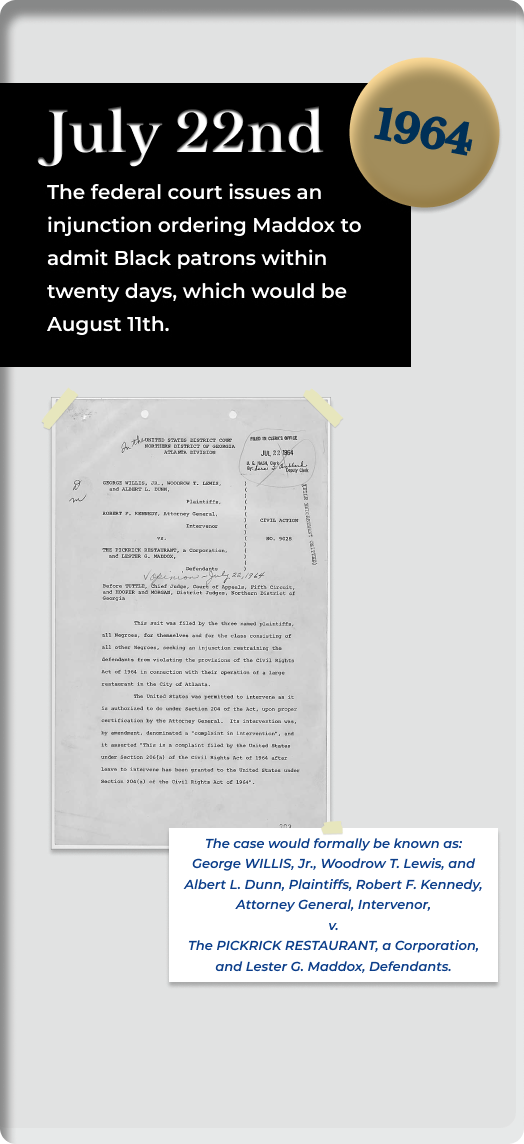 July 22nd
1964
The federal court issues an
injunction ordering Maddox to
admit Black patrons within
twenty days, which would be
August 11th.
In the UNITED STATES DISTRICT COURT
NORTHERN DISTRICT OF GEORGIA
ATLANTA DIVISION
FILED IN CLERK'S OFFICE
JUL 22 1964
Deputy Clerk
GEORGE WILLIS, JR., WOODROW T. LEWIS,
and ALBERT L. DUNN,
Plaintiffs,
ROBERT F. KENNEDY, Attorney General,
Intervenor
vs.
THE PICKRICK RESTAURANT, a Corporation,
and LESTER G. MADDOX,
Defendants
CIVIL ACTION
NO. 9028
Opinion - July 22, 1964
Before TUTTLE, Chief Judge, Court of Appeals, Fifth Circuit,
and HOOPER and MORGAN, District Judges, Northern District of
Georgia
This suit was filed by the three named plaintiffs,
all Negroes, for themselves and for the class consisting of
all other Negroes, seeking an injunction restraining the
defendants from violating the provisions of the Civil Rights
Act of 1964 in connection with their operation of a large
restaurant in the City of Atlanta.
The United States was permitted to intervene as it
is authorized to do under Section 204 of the Act, upon proper
certification by the Attorney General. Its intervention was,
by amendment, denominated a "complaint in intervention", and
it asserted "This is a complaint filed by the United States
under Section 206(a) of the Civil Rights Act of 1964 after
leave to intervene has been granted to the United States under
Section 204(a) of the Civil Rights Act of 1964".
The case would formally be known as:
George WILLIS, Jr., Woodrow T. Lewis, and
Albert L. Dunn, Plaintiffs, Robert F. Kennedy,
Attorney General, Intervenor,
v.
The PICKRICK RESTAURANT, a Corporation,
and Lester G. Maddox, Defendants.